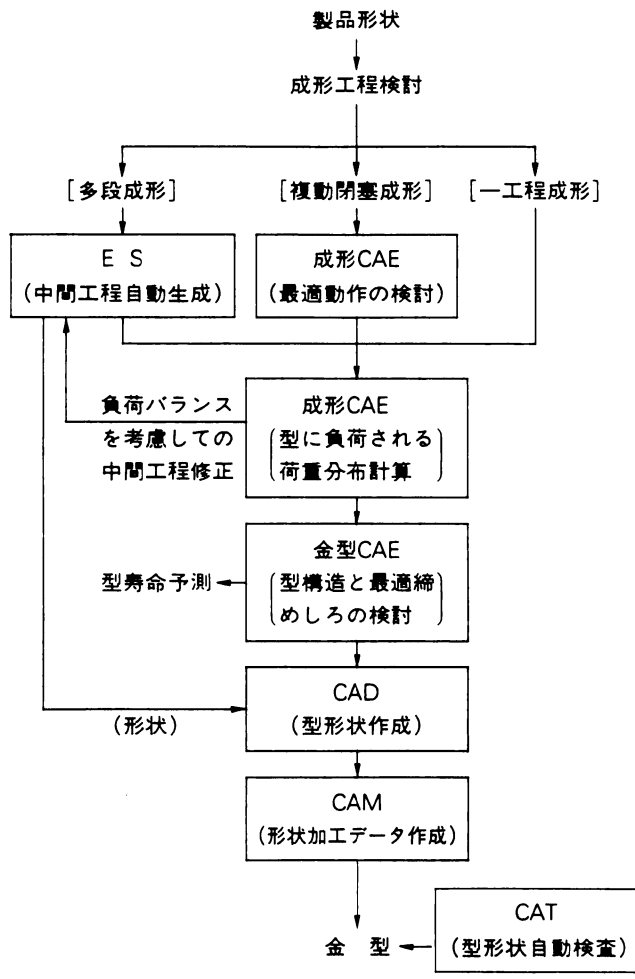 製品形状
成形工程検討
[多段成形] [複動閉塞成形] [一工程成形]
E S
(中間工程自動生成)
成形CAE
(最適動作の検討)
負荷バランス
を考慮しての
中間工程修正
成形CAE
型に負荷される
荷重分布計算
型寿命予測
金型CAE
型構造と最適締
めしろの検討
(形状)
CAD
(型形状作成)
CAM
(形状加工データ作成)
金 型
CAT
(型形状自動検査)